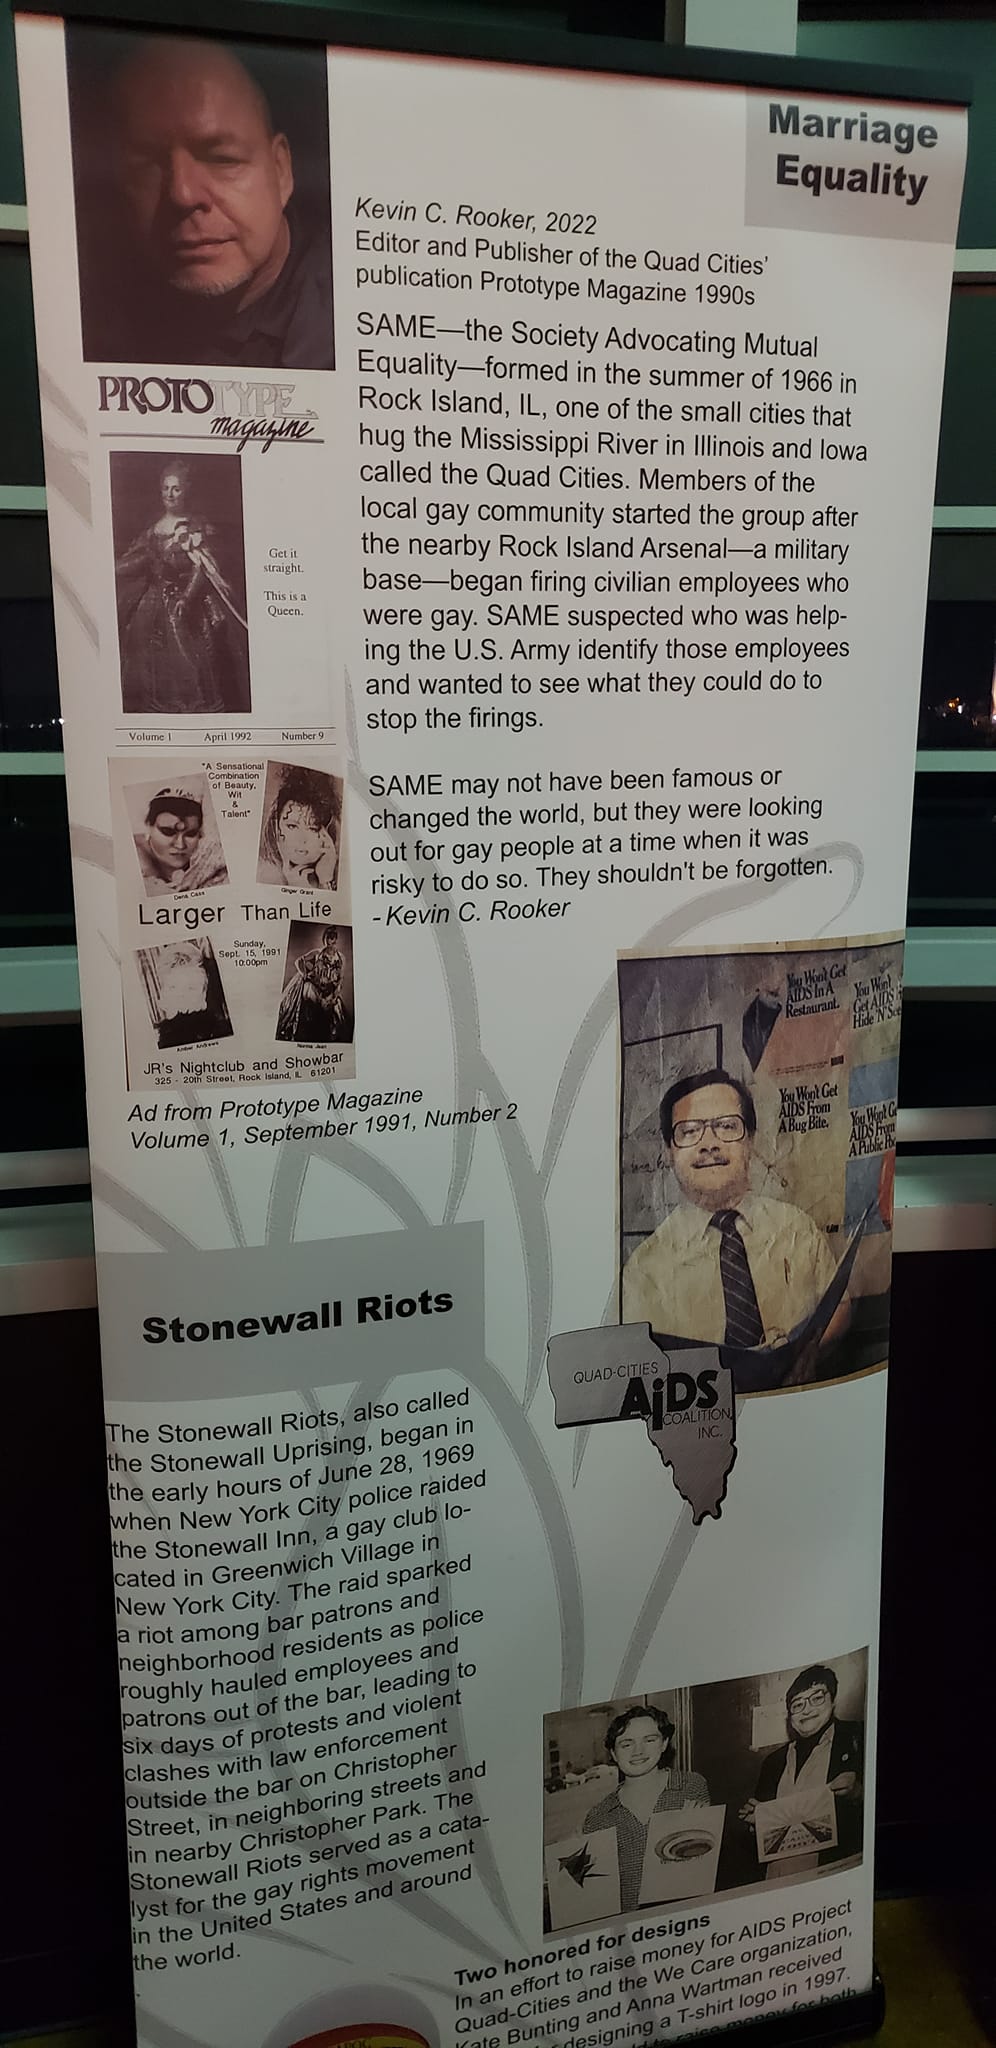 Marriage
Equality
Kevin C. Rooker, 2022
Editor and Publisher of the Quad Cities'
publication Prototype Magazine 1990s
SAME—the Society Advocating Mutual
Equality—formed in the summer of 1966 in
Rock Island, IL, one of the small cities that
hug the Mississippi River in Illinois and Iowa
called the Quad Cities. Members of the
local gay community started the group after
the nearby Rock Island Arsenal—a military
base—began firing civilian employees who
were gay. SAME suspected who was help-
ing the U.S. Army identify those employees
and wanted to see what they could do to
stop the firings.
SAME may not have been famous or
changed the world, but they were looking
out for gay people at a time when it was
risky to do so. They shouldn't be forgotten.
- Kevin C. Rooker
PROTOTYPE
magazine
Get it
straight.
This is a
Queen.
Volume 1 April 1992 Number 9
"A Sensational
Combination
of Beauty,
Wit
&
Talent"
Dena Cass
Ginger Grant
Larger Than Life
Sunday,
Sept. 15, 1991
10:00pm
Amber Andrews
Norma Jean
JR's Nightclub and Showbar
325 - 20th Street, Rock Island, IL 61201
Ad from Prototype Magazine
Volume 1, September 1991, Number 2
You Won't Get
AIDS In A
Restaurant.
You Won't
Get AIDS
Hide 'N' See
You Won't Get
AIDS From
A Bug Bite.
You Won't Ge
AIDS From
A Public Poo
QUAD-CITIES
AiDS
COALITION
INC.
Stonewall Riots
The Stonewall Riots, also called
the Stonewall Uprising, began in
the early hours of June 28, 1969
when New York City police raided
the Stonewall Inn, a gay club lo-
cated in Greenwich Village in
New York City. The raid sparked
a riot among bar patrons and
neighborhood residents as police
roughly hauled employees and
patrons out of the bar, leading to
six days of protests and violent
clashes with law enforcement
outside the bar on Christopher
Street, in neighboring streets and
in nearby Christopher Park. The
Stonewall Riots served as a cata-
lyst for the gay rights movement
in the United States and around
the world.
Two honored for designs
In an effort to raise money for AIDS Project
Quad-Cities and the We Care organization,
Kate Bunting and Anna Wartman received
designing a T-shirt logo in 1997.
to raise money for both